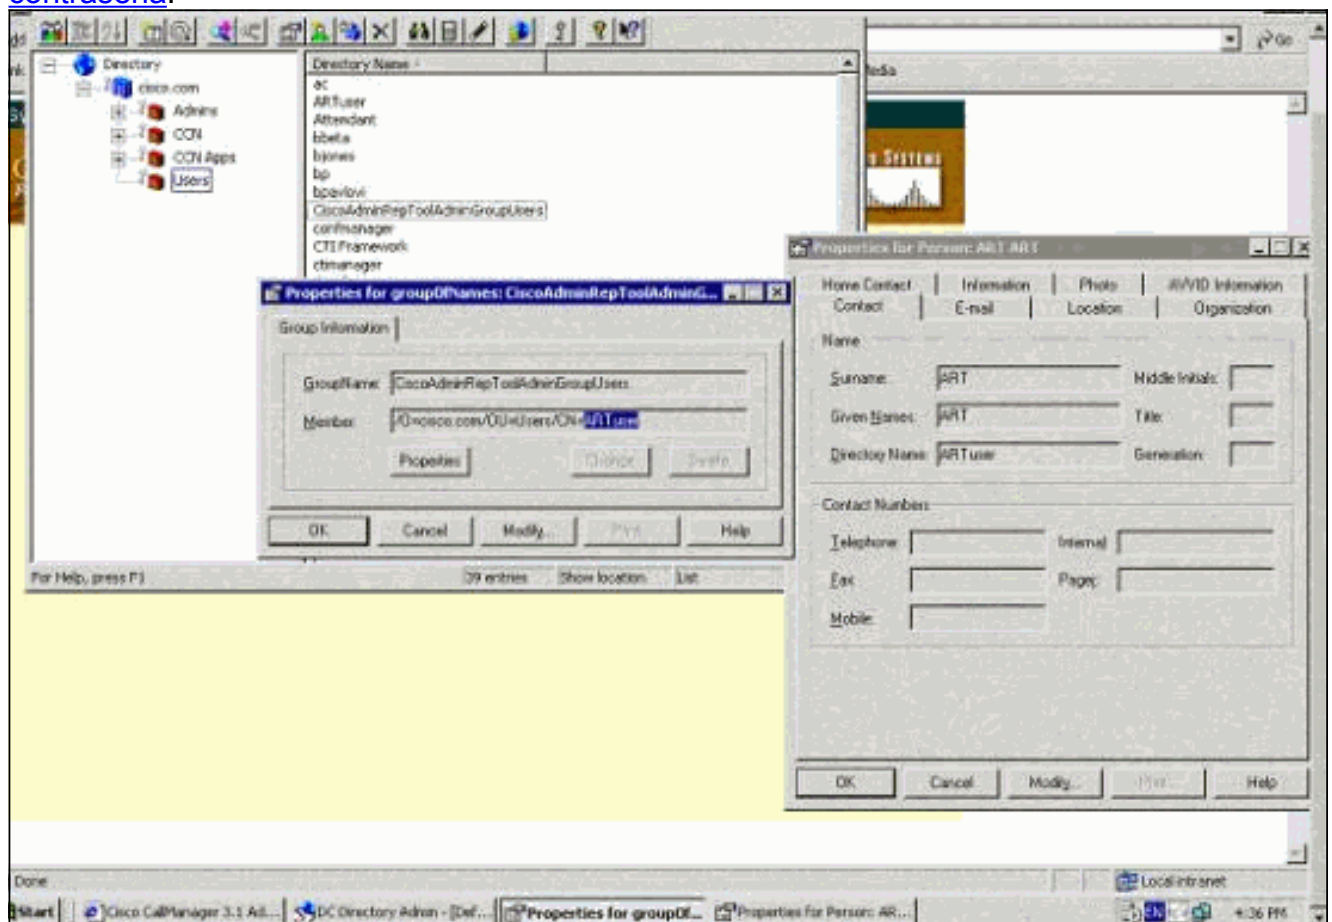 contraseña.
Go
Media
Directory
cisco.com
Admins
CCN
CCN Apps
Users
Directory Name
ac
ARTuser
Attendant
bbeta
bjones
bp
bpavlovi
CiscoAdminRepToolAdminGroupUsers
confmanager
CTI Framework
ctimanager
SYSTEMS
Properties for groupOfNames: CiscoAdminRepToolAdminG...
Group Information
GroupName: CiscoAdminRepToolAdminGroupUsers
Member: /O=cisco.com/OU=Users/CN=ARTuser
Properties Change Delete
OK Cancel Modify... Print Help
For Help, press F1 39 entries Show location List
Properties for Person: ART ART
Home Contact Information Photo AVVID Information
Contact E-mail Location Organization
Name
Surname: ART Middle Initials:
Given Names: ART Title:
Directory Name: ARTuser Generation:
Contact Numbers
Telephone: Internal:
Fax: Pager:
Mobile:
OK Cancel Modify... Print Help
Done Local intranet
Start Cisco CallManager 3.1 Ad... DC Directory Admin - [Def... Properties for groupOf... Properties for Person: AR... EN 4:36 PM